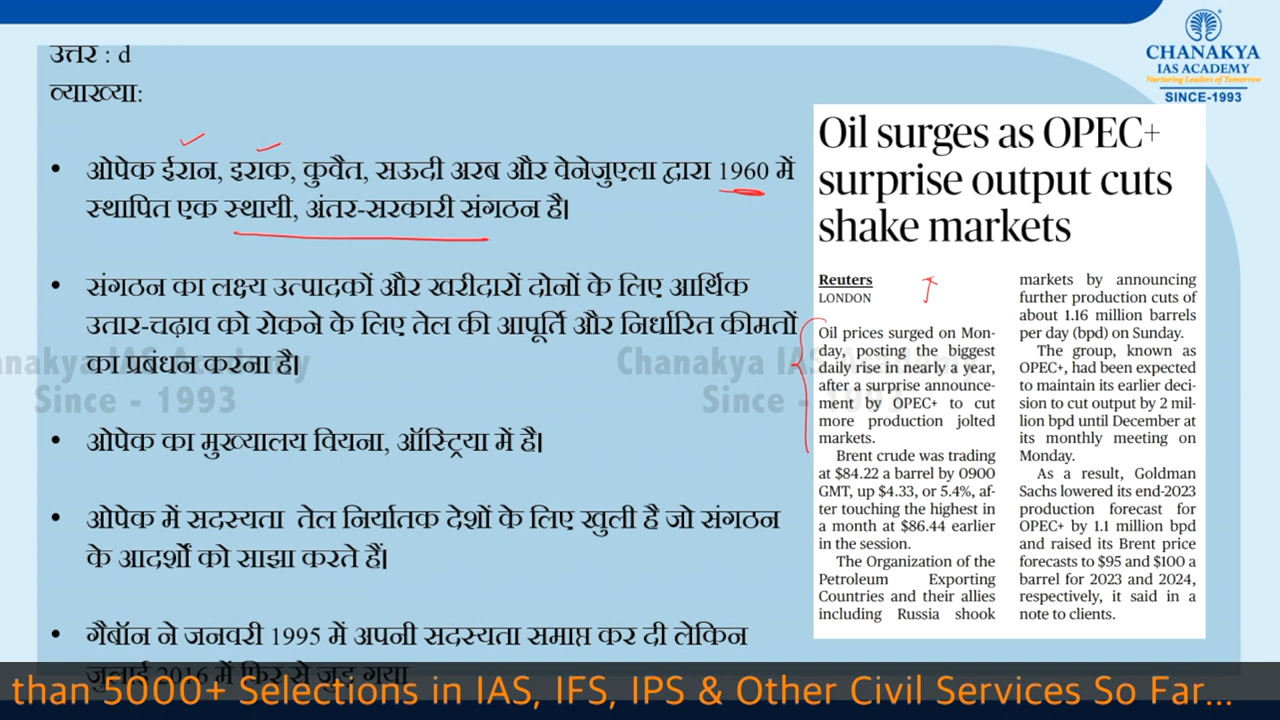 उत्तर : d
व्याख्या:
• ओपेक ईरान, इराक, कुवैत, सऊदी अरब और वेनेजुएला द्वारा 1960 में
स्थापित एक स्थायी, अंतर-सरकारी संगठन है।
• संगठन का लक्ष्य उत्पादकों और खरीदारों दोनों के लिए आर्थिक
उतार-चढ़ाव को रोकने के लिए तेल की आपूर्ति और निर्धारित कीमतों
का प्रबंधन करना है।
• ओपेक का मुख्यालय वियना, ऑस्ट्रिया में है।
• ओपेक में सदस्यता तेल निर्यातक देशों के लिए खुली है जो संगठन
के आदर्शों को साझा करते हैं।
• गैबॉन ने जनवरी 1995 में अपनी सदस्यता समाप्त कर दी लेकिन
जुलाई 2016 में फिर से जुड़ गया
CHANAKYA
IAS ACADEMY
Nurturing Leaders of Tomorrow
SINCE-1993
Oil surges as OPEC+
surprise output cuts
shake markets
Reuters
LONDON
Oil prices surged on Mon-
day, posting the biggest
daily rise in nearly a year,
after a surprise announce-
ment by OPEC+ to cut
more production jolted
markets.
Brent crude was trading
at $84.22 a barrel by 0900
GMT, up $4.33, or 5.4%, af-
ter touching the highest in
a month at $86.44 earlier
in the session.
The Organization of the
Petroleum Exporting
Countries and their allies
including Russia shook
markets by announcing
further production cuts of
about 1.16 million barrels
per day (bpd) on Sunday.
The group, known as
OPEC+, had been expected
to maintain its earlier deci-
sion to cut output by 2 mil-
lion bpd until December at
its monthly meeting on
Monday.
As a result, Goldman
Sachs lowered its end-2023
production forecast for
OPEC+ by 1.1 million bpd
and raised its Brent price
forecasts to $95 and $100 a
barrel for 2023 and 2024,
respectively, it said in a
note to clients.
hanakya IAS Academy
Since - 1993
Chanakya IAS Academy
Since - 1993
than 5000+ Selections in IAS, IFS, IPS & Other Civil Services So Far...